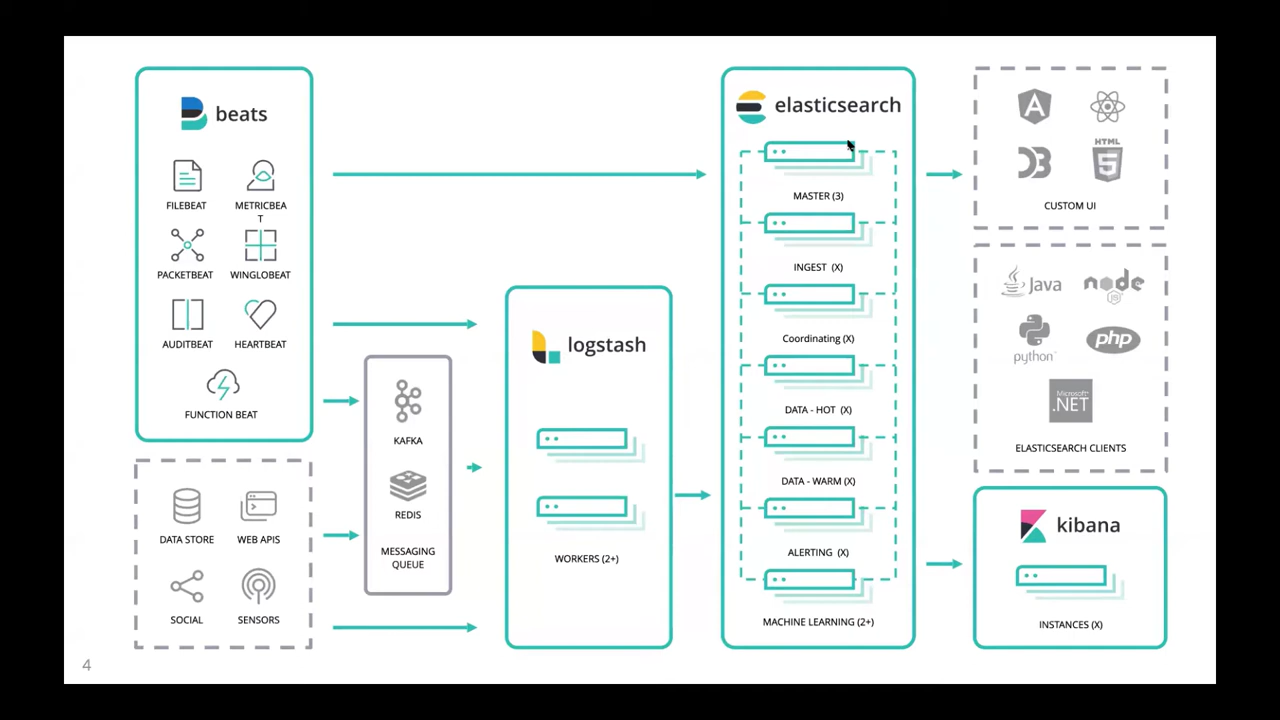 beats
FILEBEAT
METRICBEA
T
PACKETBEAT
WINGLOBEAT
AUDITBEAT
HEARTBEAT
FUNCTION BEAT
DATA STORE
WEB APIS
SOCIAL
SENSORS
KAFKA
REDIS
MESSAGING
QUEUE
logstash
WORKERS (2+)
elasticsearch
MASTER (3)
INGEST (X)
Coordinating (X)
DATA - HOT (X)
DATA - WARM (X)
ALERTING (X)
MACHINE LEARNING (2+)
A
D3
HTML
5
CUSTOM UI
Java
node
JS
python
php
Microsoft
.NET
ELASTICSEARCH CLIENTS
kibana
INSTANCES (X)
4